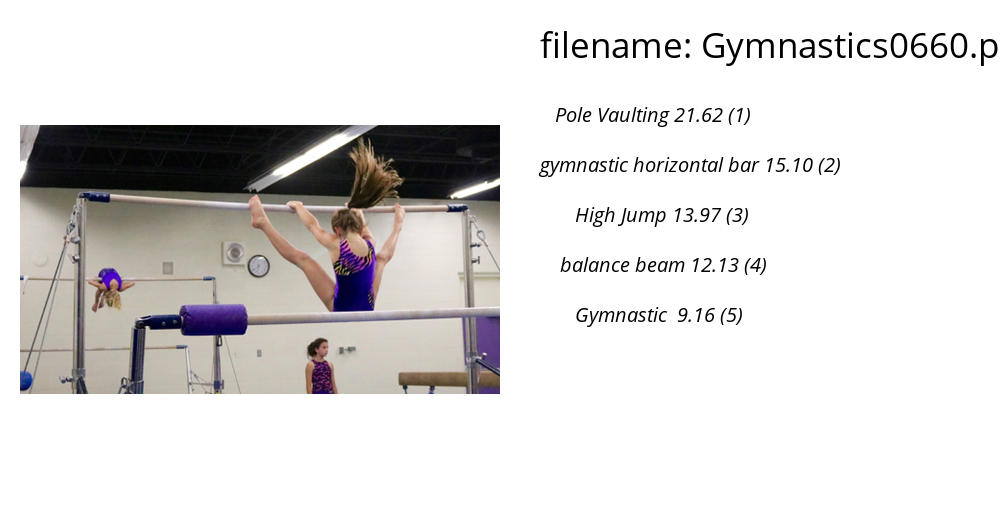 filename: Gymnastics0660.p
Pole Vaulting 21.62 (1)
gymnastic horizontal bar 15.10 (2)
High Jump 13.97 (3)
balance beam 12.13 (4)
Gymnastic  9.16 (5)